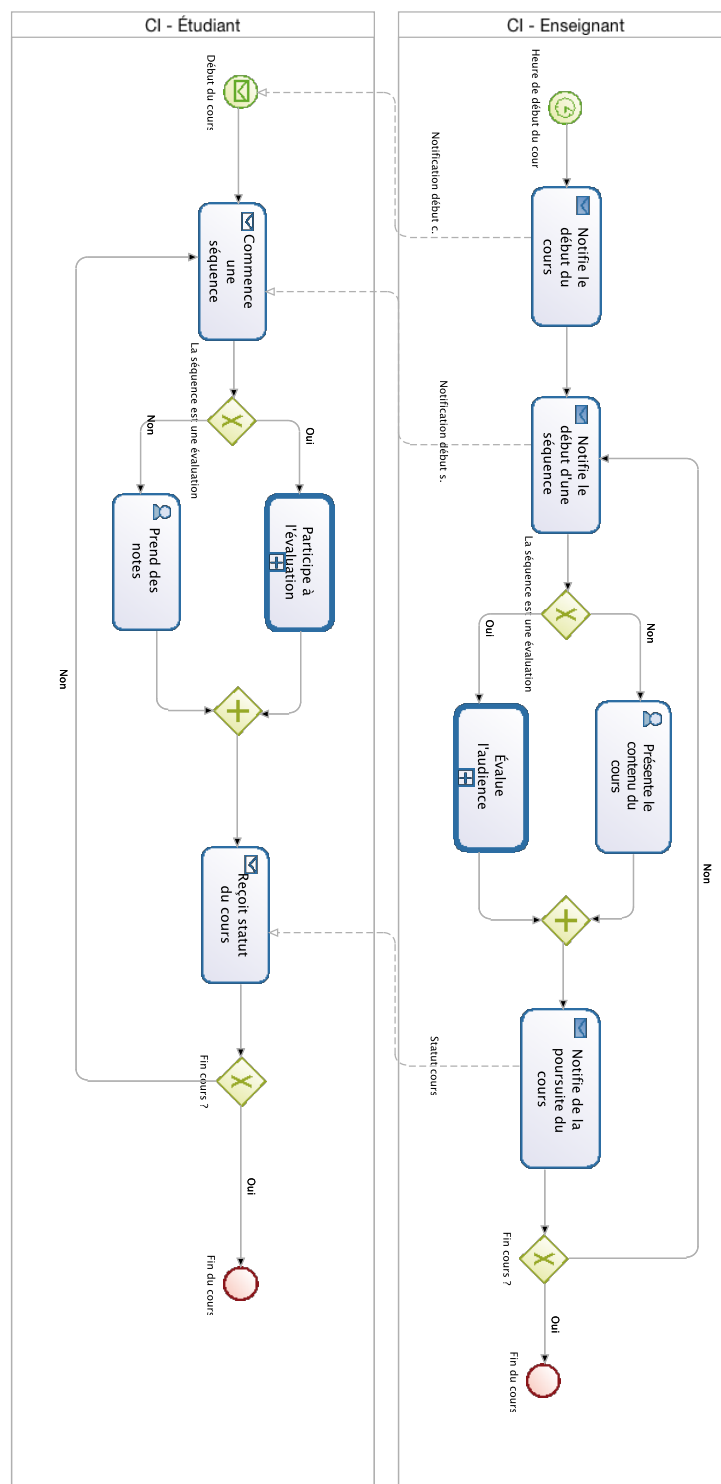 CI - Étudiant
Début du cours
Commence
une
séquence
La séquence est une évaluation
Non
Oui
Prend des
notes
Participe à
l'évaluation
Non
Reçoit statut
du cours
Fin cours ?
Oui
Fin du cours
Notification début c.
Notification début s.
Statut cours
CI - Enseignant
Heure de début du cour
Notifie le
début du
cours
Notifie le
début d'une
séquence
La séquence est une évaluation
Oui
Non
Évalue
l'audience
Présente le
contenu du
cours
Non
Notifie de la
poursuite du
cours
Fin cours ?
Oui
Fin du cours